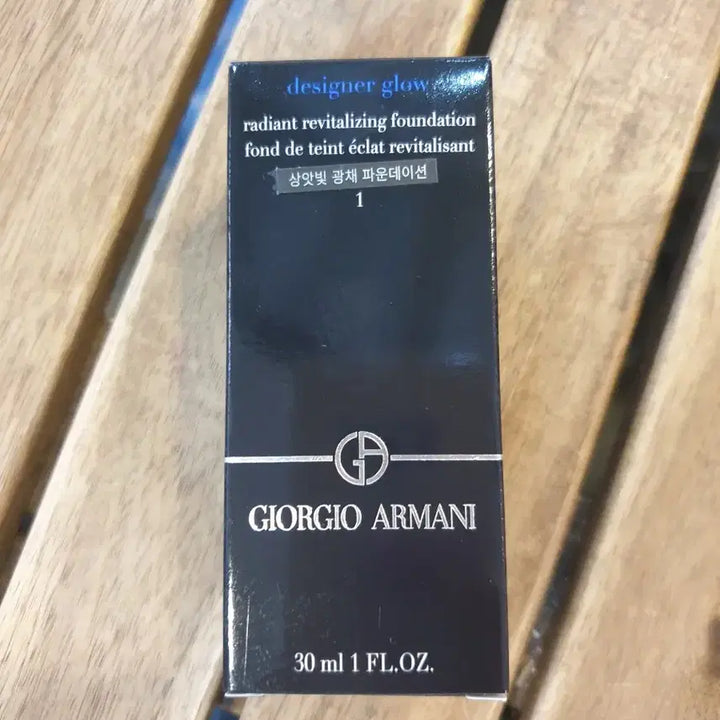 designer glow
radiant revitalizing foundation
fond de teint éclat revitalisant
상앗빛 광채 파운데이션
1
GA
GIORGIO ARMANI
30 ml 1 FL.OZ.